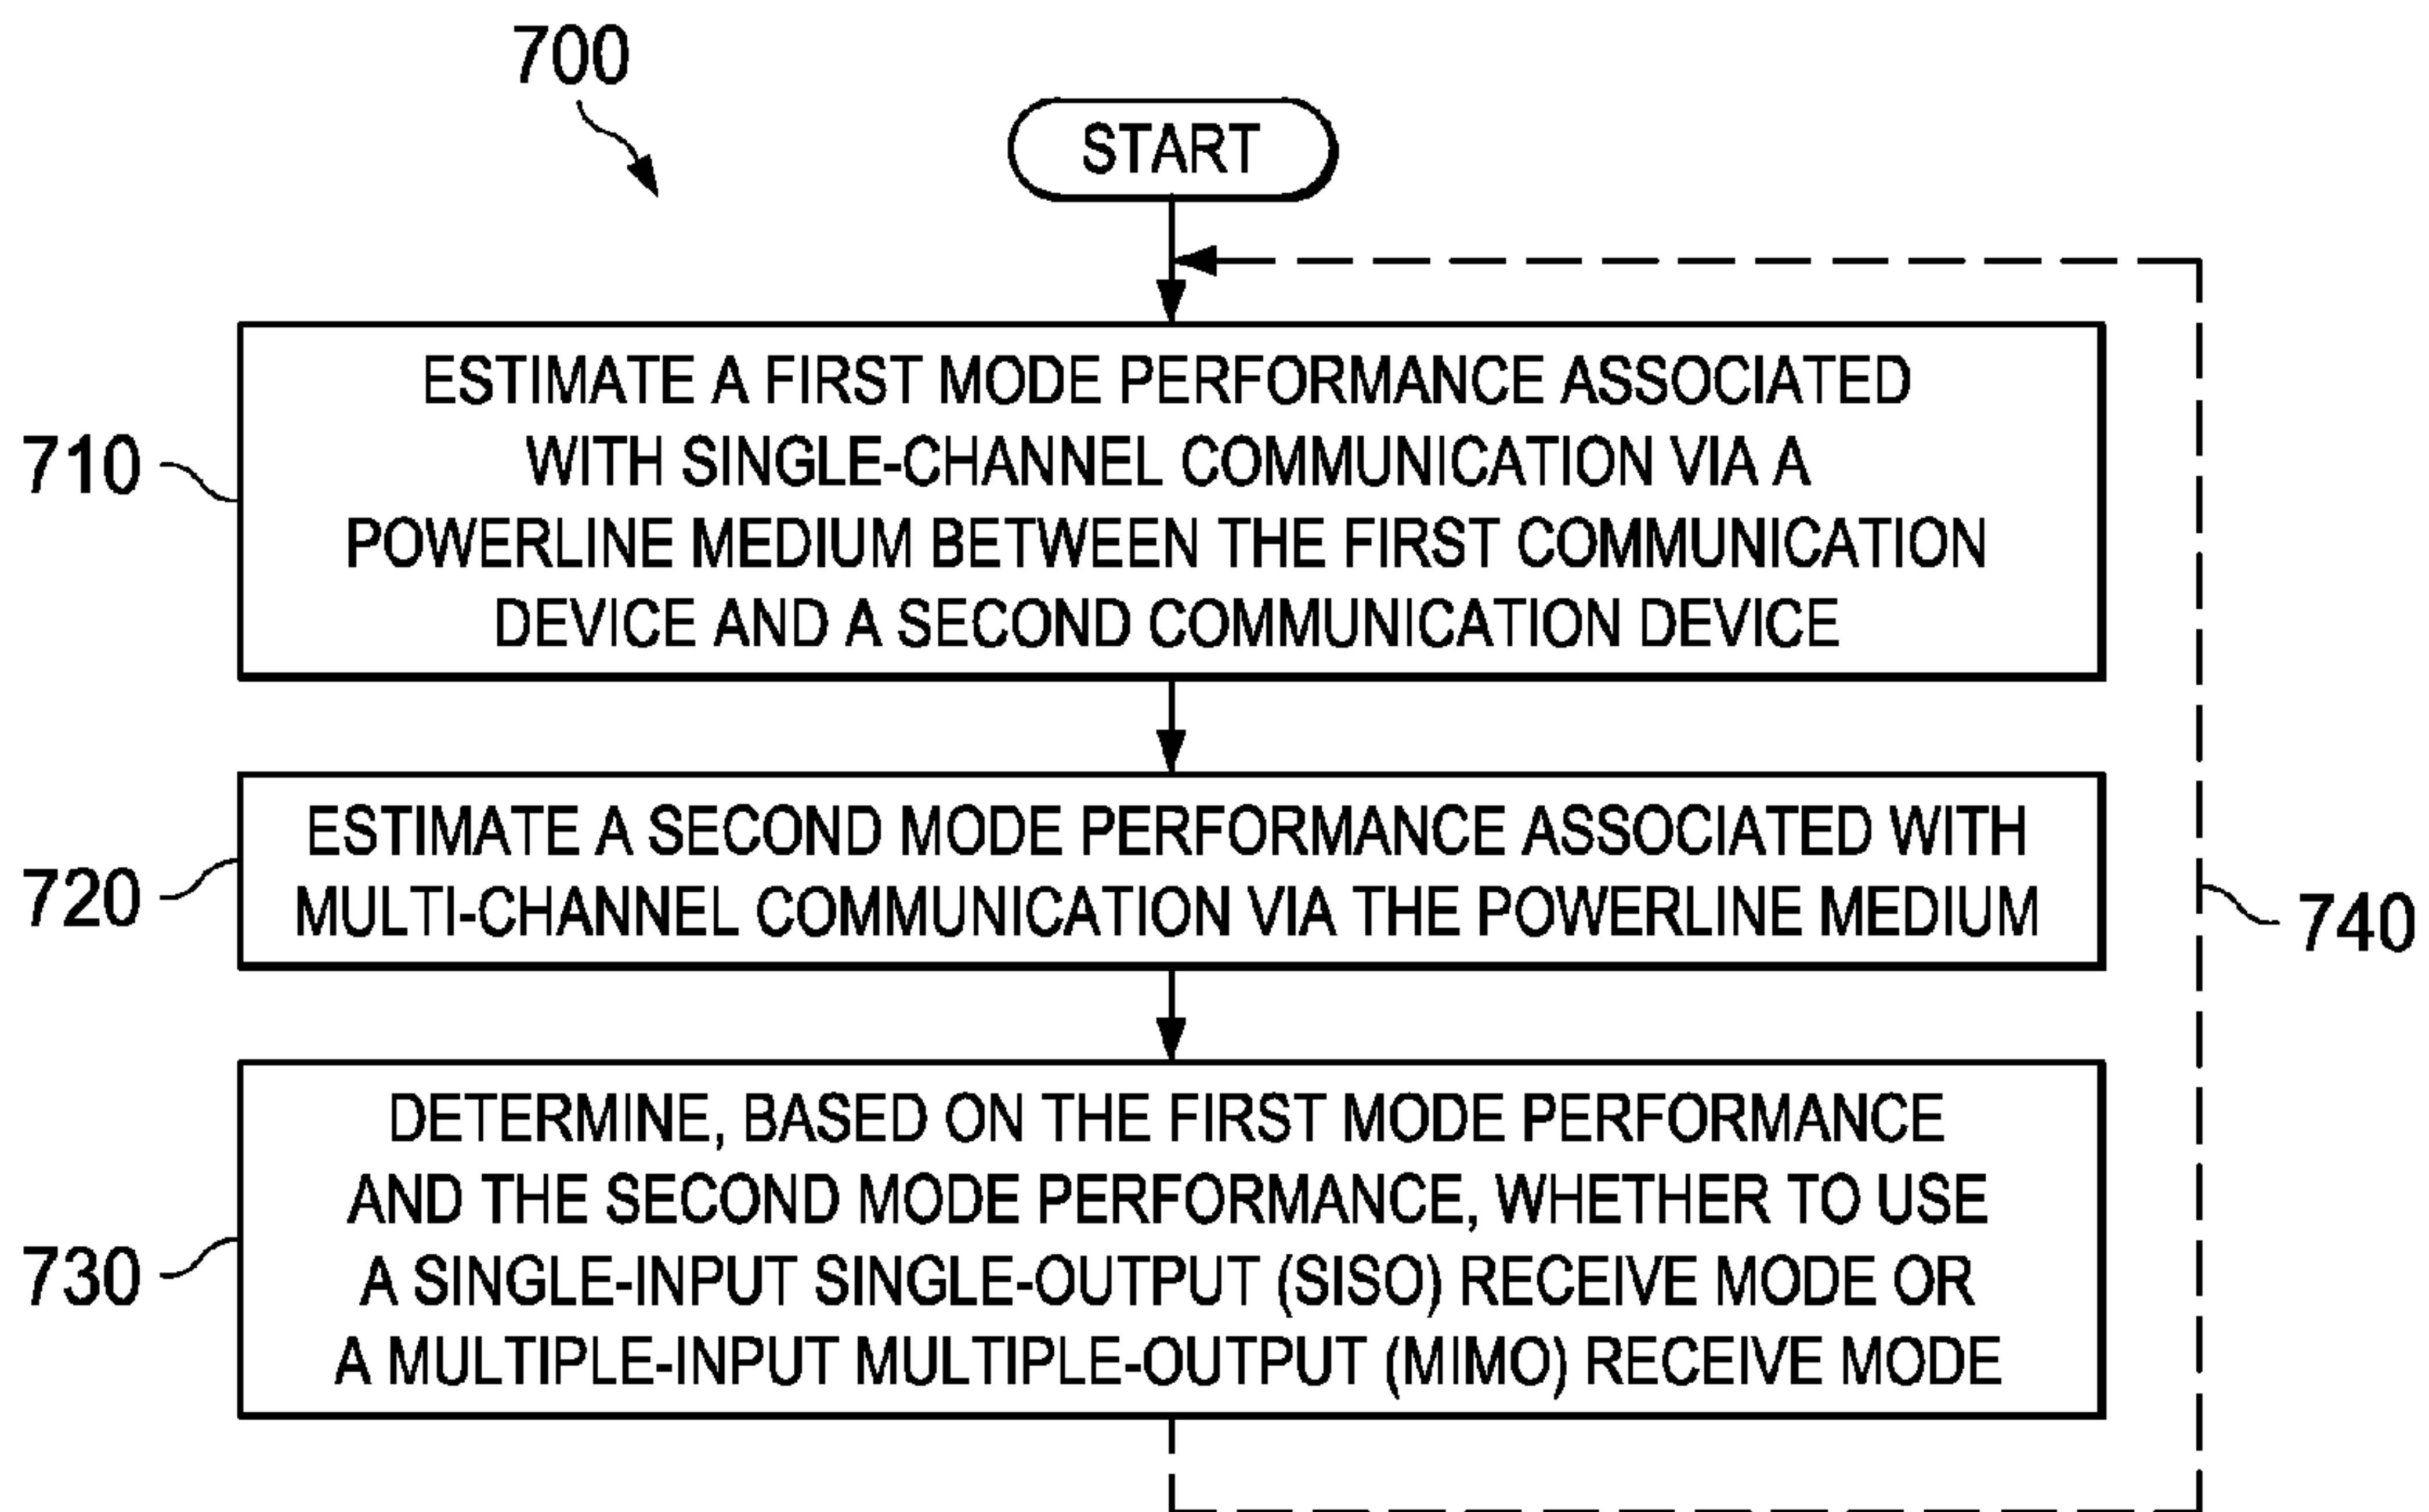 700
START
710
ESTIMATE A FIRST MODE PERFORMANCE ASSOCIATED
WITH SINGLE-CHANNEL COMMUNICATION VIA A
POWERLINE MEDIUM BETWEEN THE FIRST COMMUNICATION
DEVICE AND A SECOND COMMUNICATION DEVICE
720
ESTIMATE A SECOND MODE PERFORMANCE ASSOCIATED WITH
MULTI-CHANNEL COMMUNICATION VIA THE POWERLINE MEDIUM
740
730
DETERMINE, BASED ON THE FIRST MODE PERFORMANCE
AND THE SECOND MODE PERFORMANCE, WHETHER TO USE
A SINGLE-INPUT SINGLE-OUTPUT (SISO) RECEIVE MODE OR
A MULTIPLE-INPUT MULTIPLE-OUTPUT (MIMO) RECEIVE MODE